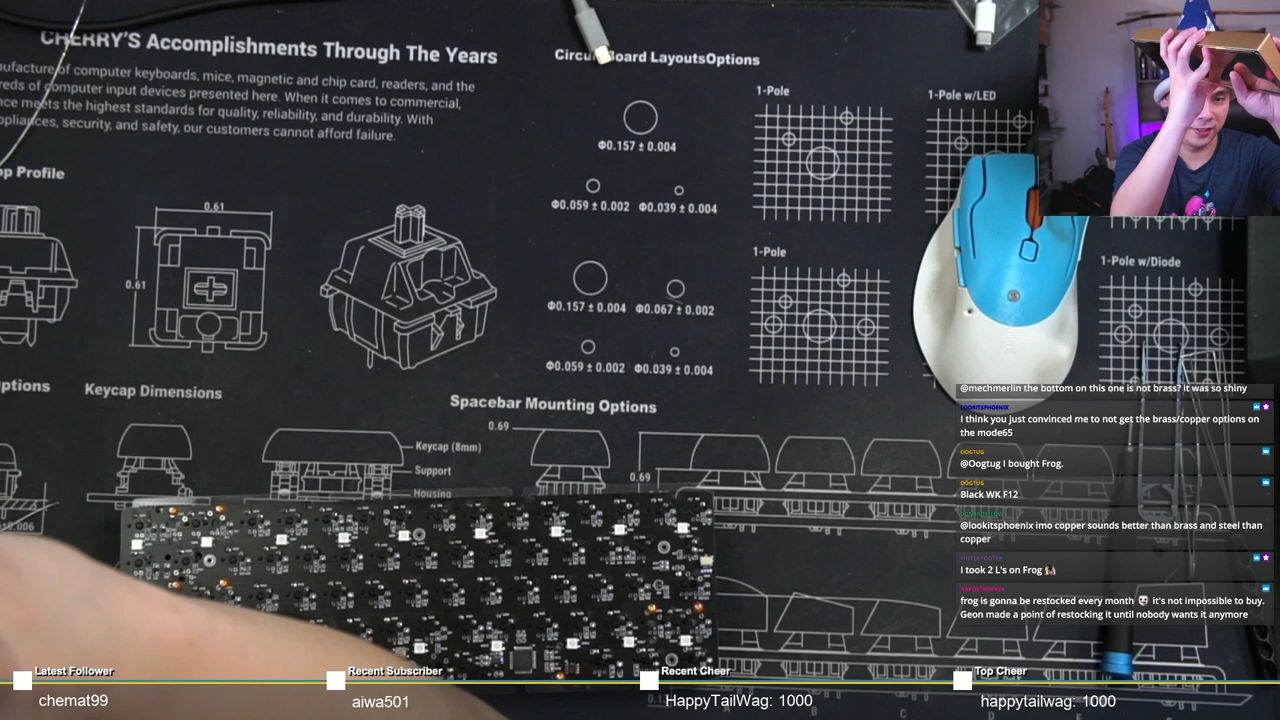 CHERRY'S Accomplishments Through The Years
nufacture of computer keyboards, mice, magnetic and chip card, readers, and the
reds of computer input devices presented here. When it comes to commercial,
nce meets the highest standards for quality, reliability, and durability. With
ppliances, security, and safety, our customers cannot afford failure.
op Profile
0.61
0.61
Circu Board LayoutsOptions
Φ0.157 ± 0.004
Φ0.059 ± 0.002
Φ0.039 ± 0.004
Φ0.157 ± 0.004
Φ0.067 ± 0.002
Φ0.059 ± 0.002
Φ0.039 ± 0.004
1-Pole
1-Pole w/LED
1-Pole
1-Pole w/Diode
ptions
Keycap Dimensions
Spacebar Mounting Options
Keycap (8mm)
Support
Housing
0.69
0.69
±0.006
@mechmerlin the bottom on this one is not brass? it was so shiny
LOOKITSPHOENIX
I think you just convinced me to not get the brass/copper options on
the mode65
OOGTUG
@Oogtug I bought Frog.
OOGTUG
Black WK F12
@lookitsphoenix imo copper sounds better than brass and steel than
copper
I took 2 L's on Frog
frog is gonna be restocked every month it's not impossible to buy.
Geon made a point of restocking it until nobody wants it anymore
Latest Follower
chemat99
Recent Subscriber
aiwa501
Recent Cheer
HappyTailWag: 1000
Top Cheer
happytailwag: 1000